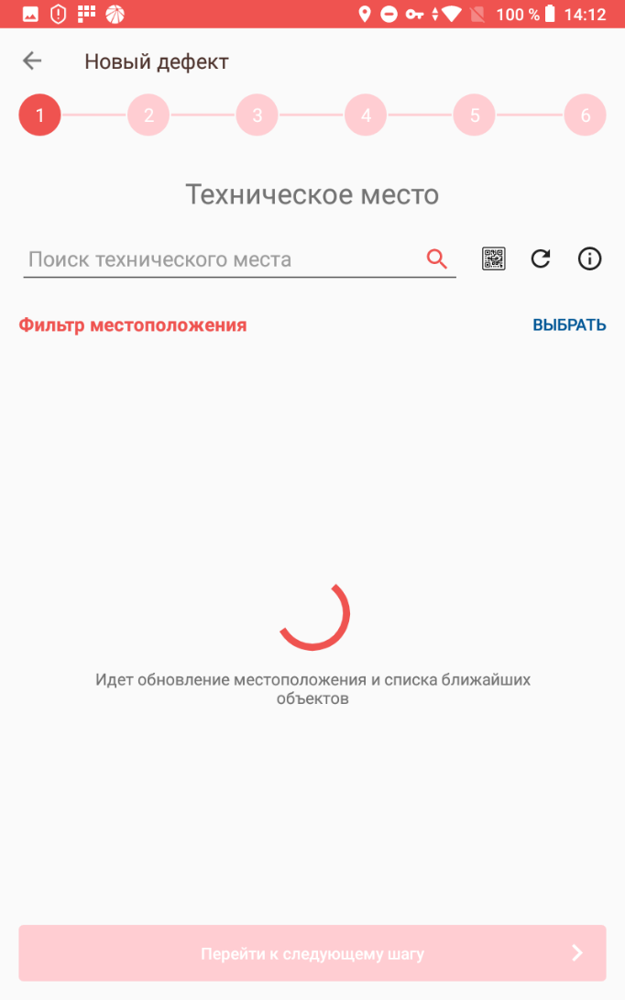 100 % 14:12
Новый дефект
1 2 3 4 5 6
Техническое место
Поиск технического места
Фильтр местоположения ВЫБРАТЬ
Идет обновление местоположения и списка ближайших
объектов
Перейти к следующему шагу